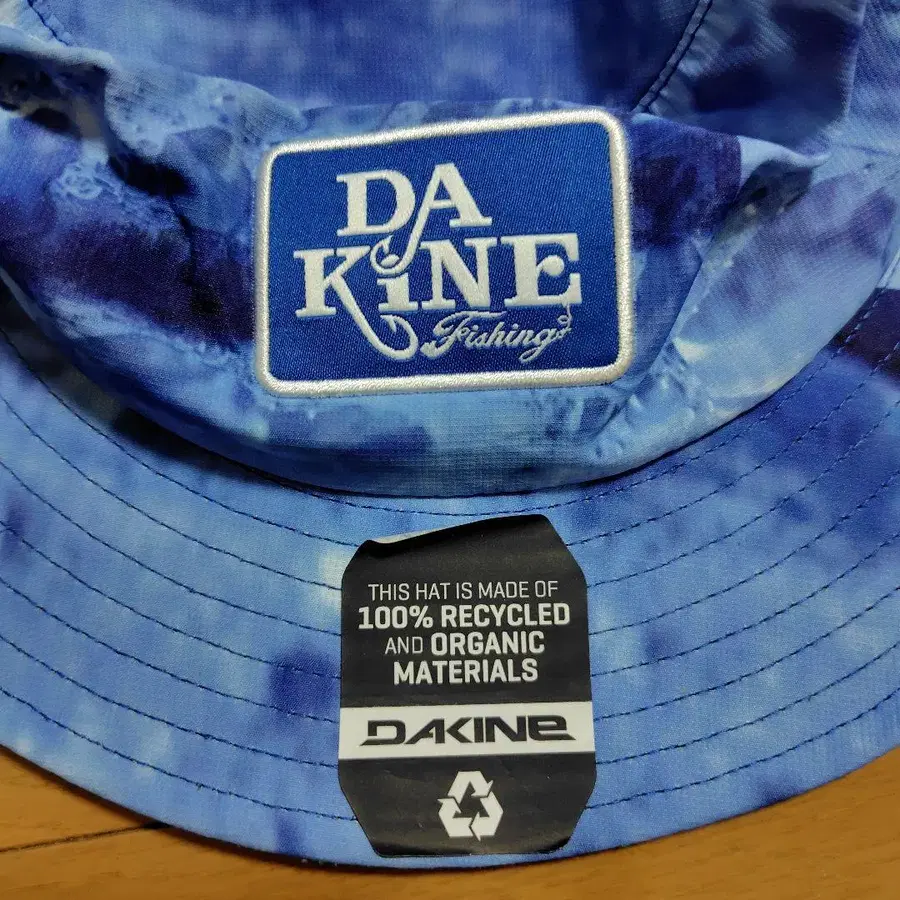 DA
KiNE
Fishing
THIS HAT IS MADE OF
100% RECYCLED
AND ORGANIC
MATERIALS
DAKINE